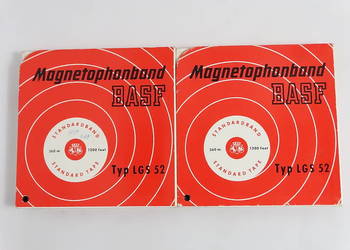 Magnetophonband
BASF
STANDARDBAND
360 m 1200 feet
STANDARD TAPE
Typ LGS 52
Magnetophonband
BASF
STANDARDBAND
360 m 1200 feet
STANDARD TAPE
Typ LGS 52